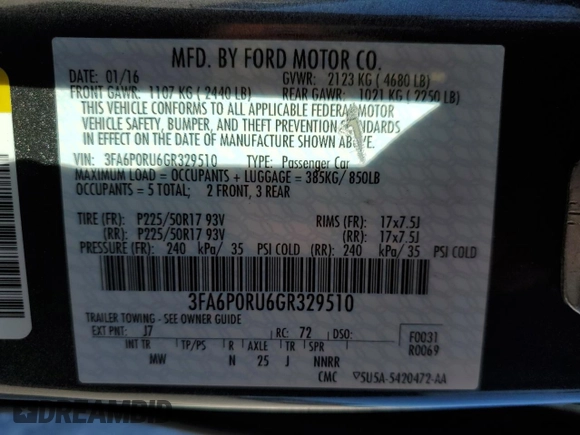 MFD. BY FORD MOTOR CO.
DATE: 01/16 GVWR: 2123 KG ( 4680 LB)
FRONT GAWR: 1107 KG ( 2440 LB) REAR GAWR: 1021 KG ( 2250 LB)
THIS VEHICLE CONFORMS TO ALL APPLICABLE FEDERAL MOTOR
VEHICLE SAFETY, BUMPER, AND THEFT PREVENTION STANDARDS
IN EFFECT ON THE DATE OF MANUFACTURE SHOWN ABOVE.
VIN: 3FA6P0RU6GR329510 TYPE: Passenger Car
MAXIMUM LOAD = OCCUPANTS + LUGGAGE = 385KG/ 850LB
OCCUPANTS = 5 TOTAL; 2 FRONT, 3 REAR
TIRE (FR) P225/50R17 93V RIMS (FR) 17x7.5J
(RR) P225/50R17 93V (RR) 17x7.5J
PRESSURE (FR) 240 kPa/ 35 PSI COLD (RR) 240 kPa/ 35 PSI COLD
3FA6P0RU6GR329510
TRAILER TOWING - SEE OWNER GUIDE
EXT PNT: J7 RC: 72 DSO: F0031
R0069
INT TR TP/PS R AXLE TR SPR
MW N 25 J NNRR
CMC 5U5A-5420472-AA
DREAMBID